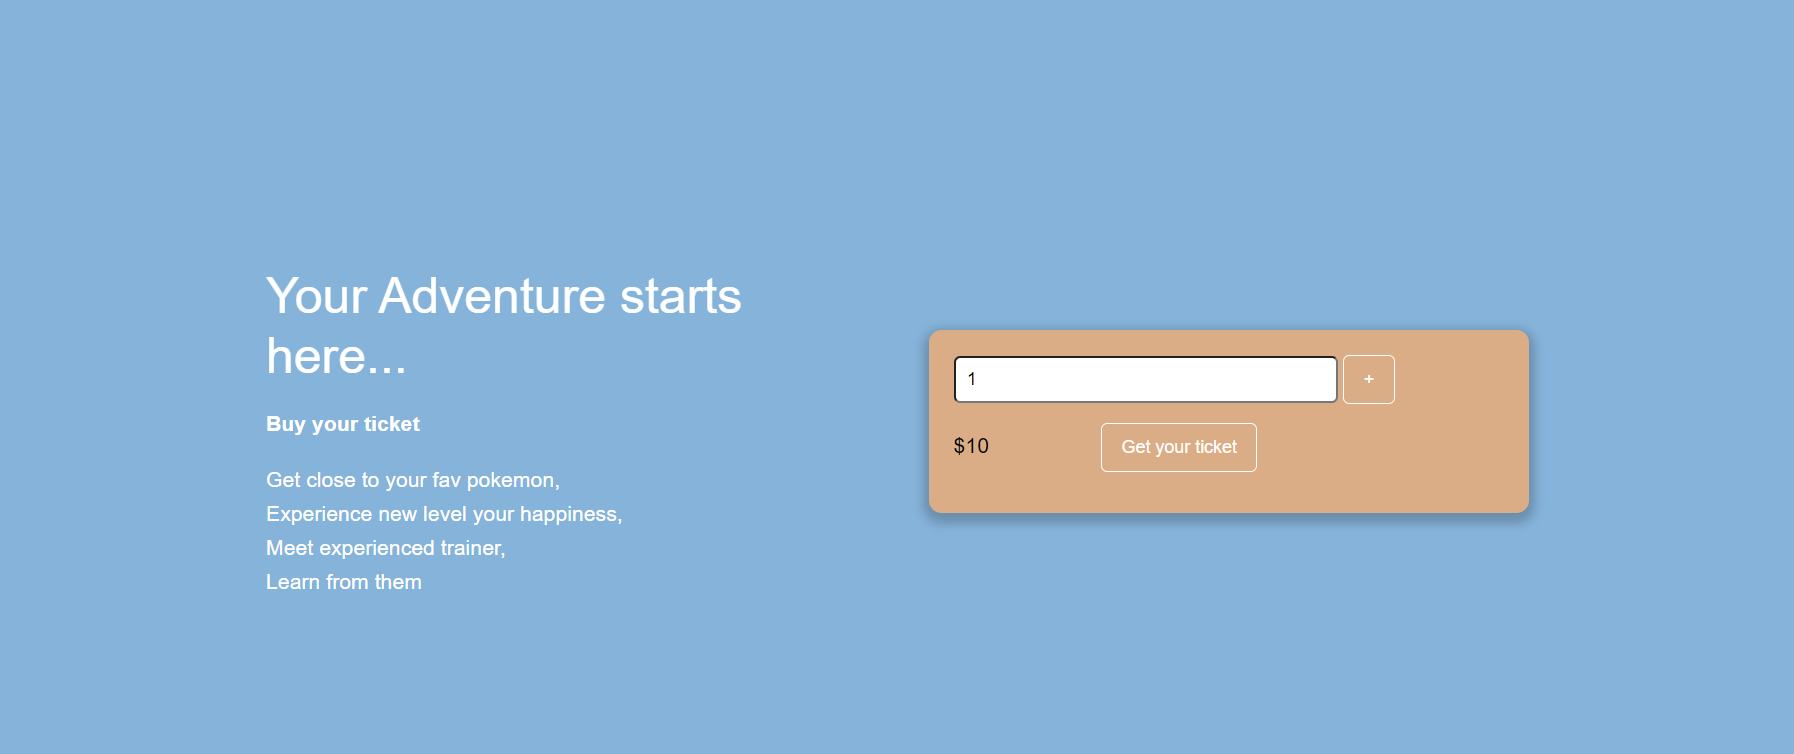 Your Adventure starts
here...
Buy your ticket
Get close to your fav pokemon,
Experience new level your happiness,
Meet experienced trainer,
Learn from them
1 +
$10 Get your ticket